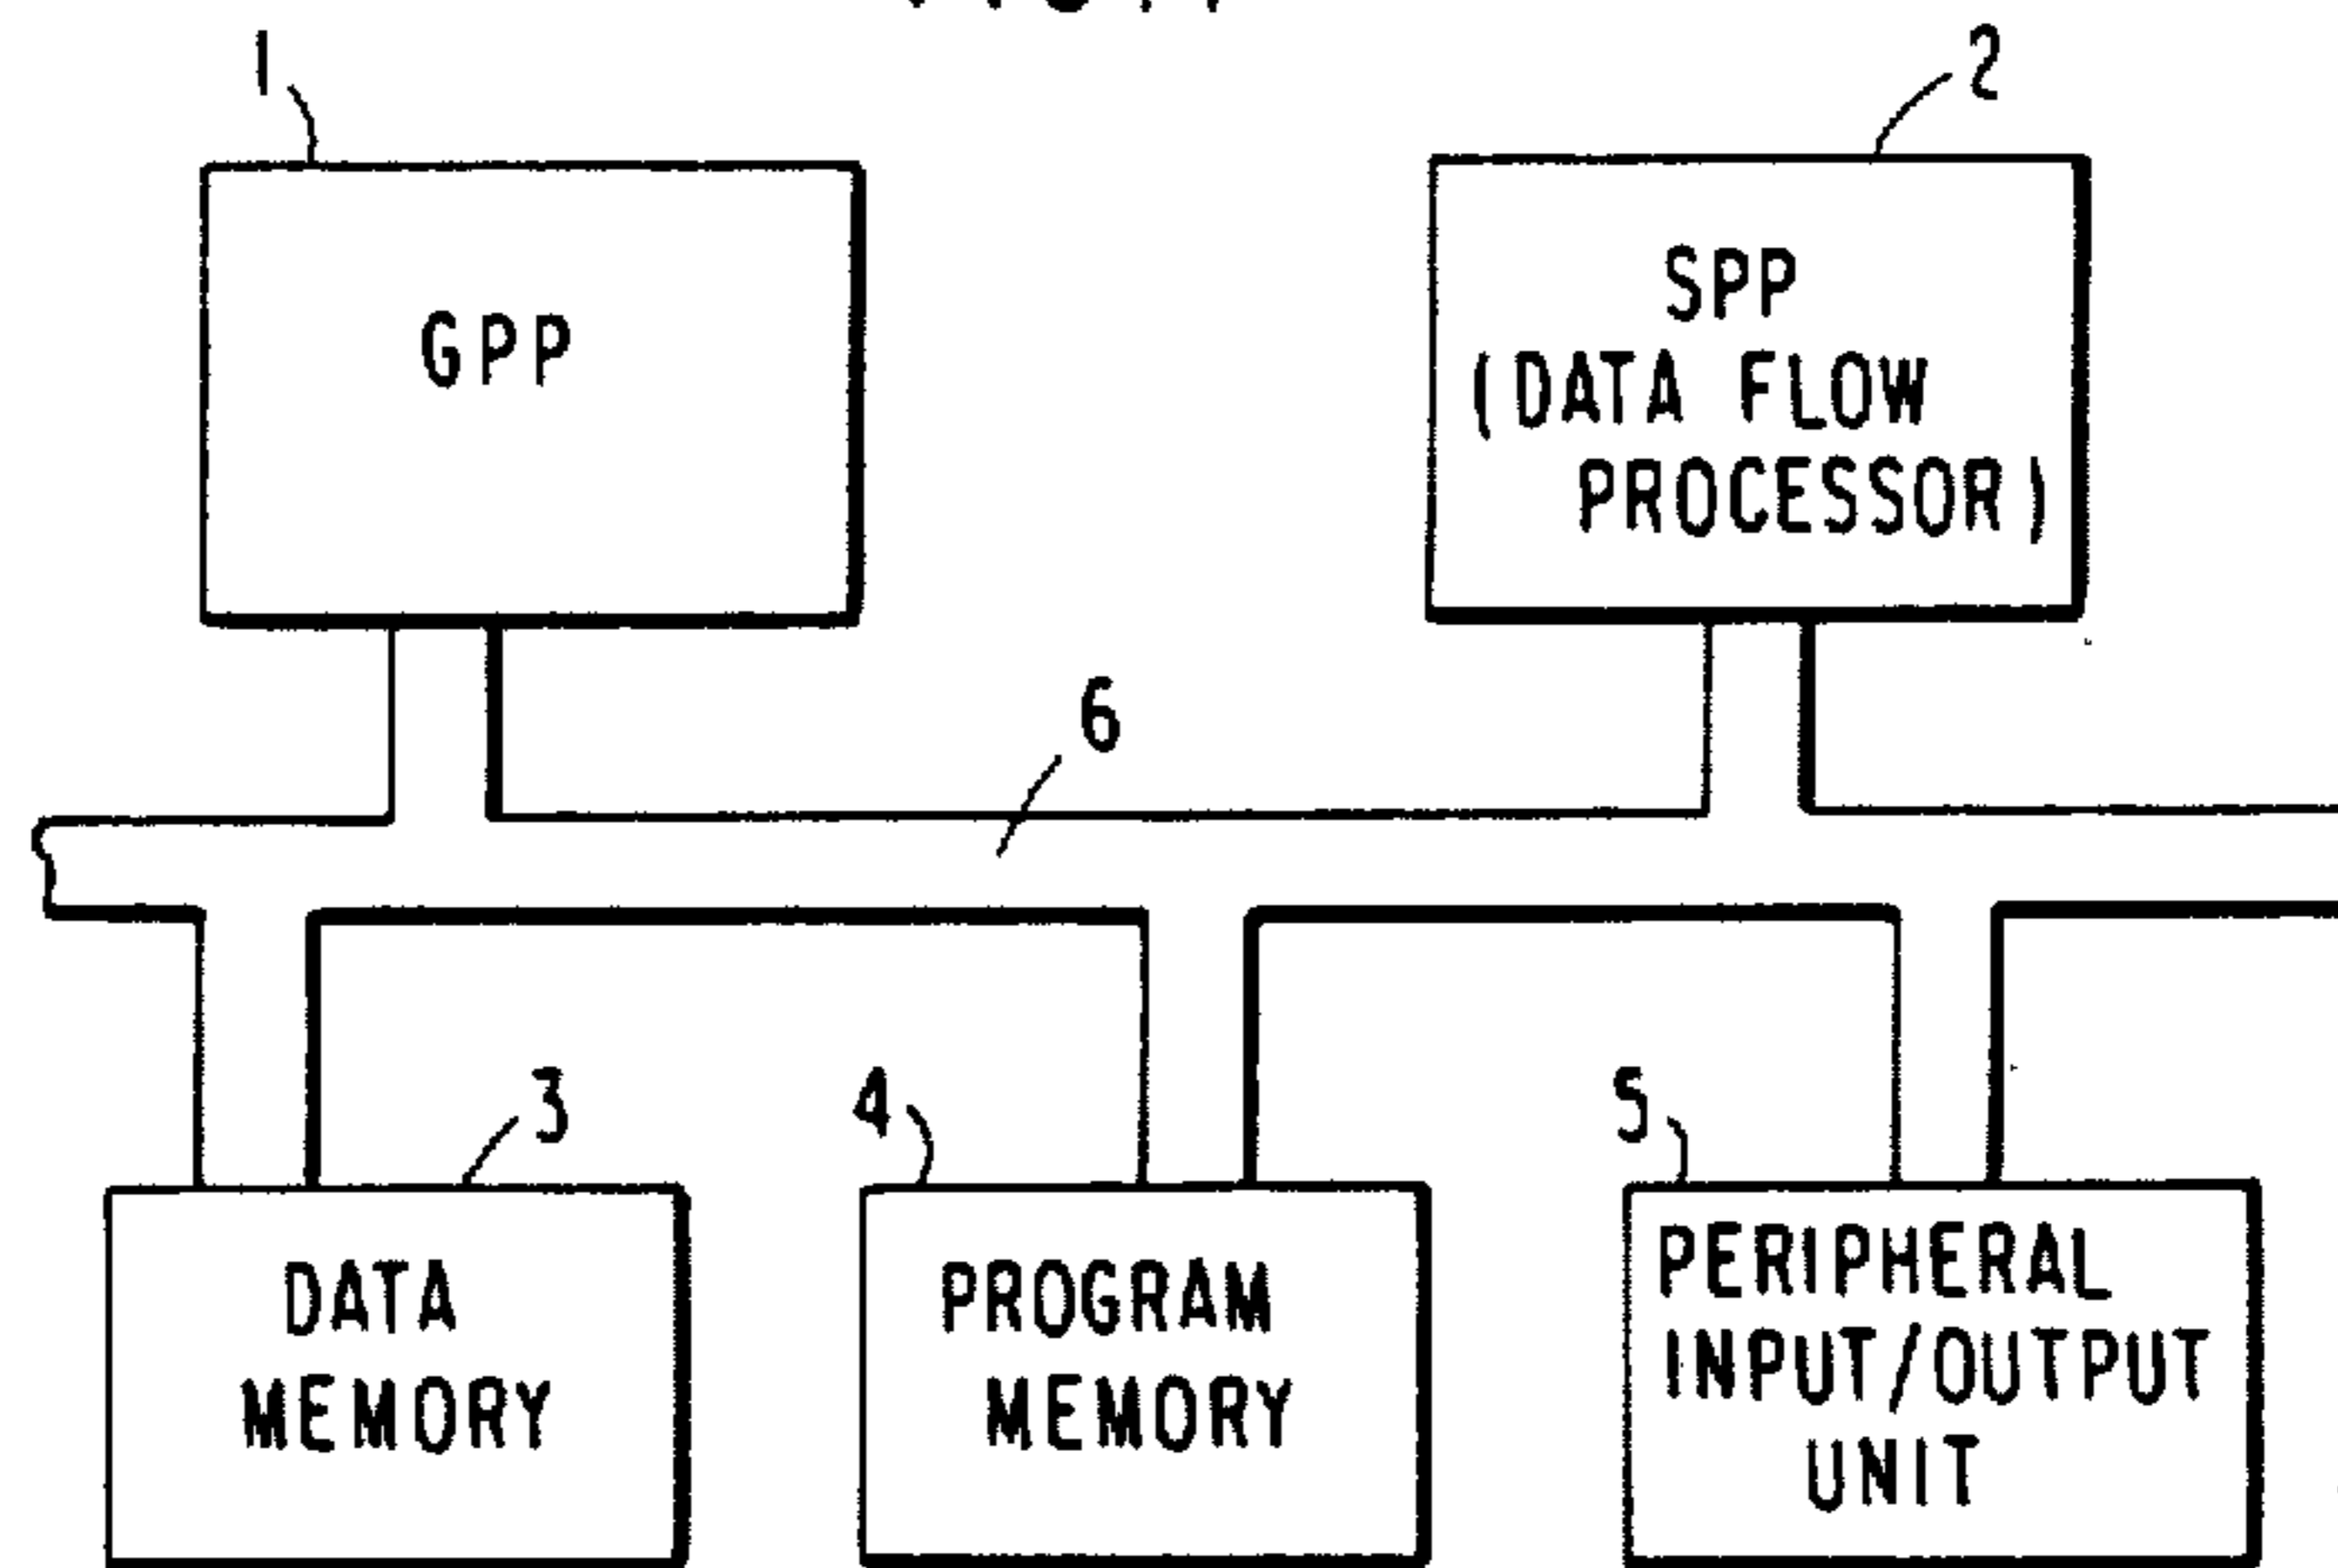 1
2
GPP
SPP
(DATA FLOW
PROCESSOR)
6
3
4
5
DATA
MEMORY
PROGRAM
MEMORY
PERIPHERAL
INPUT/OUTPUT
UNIT